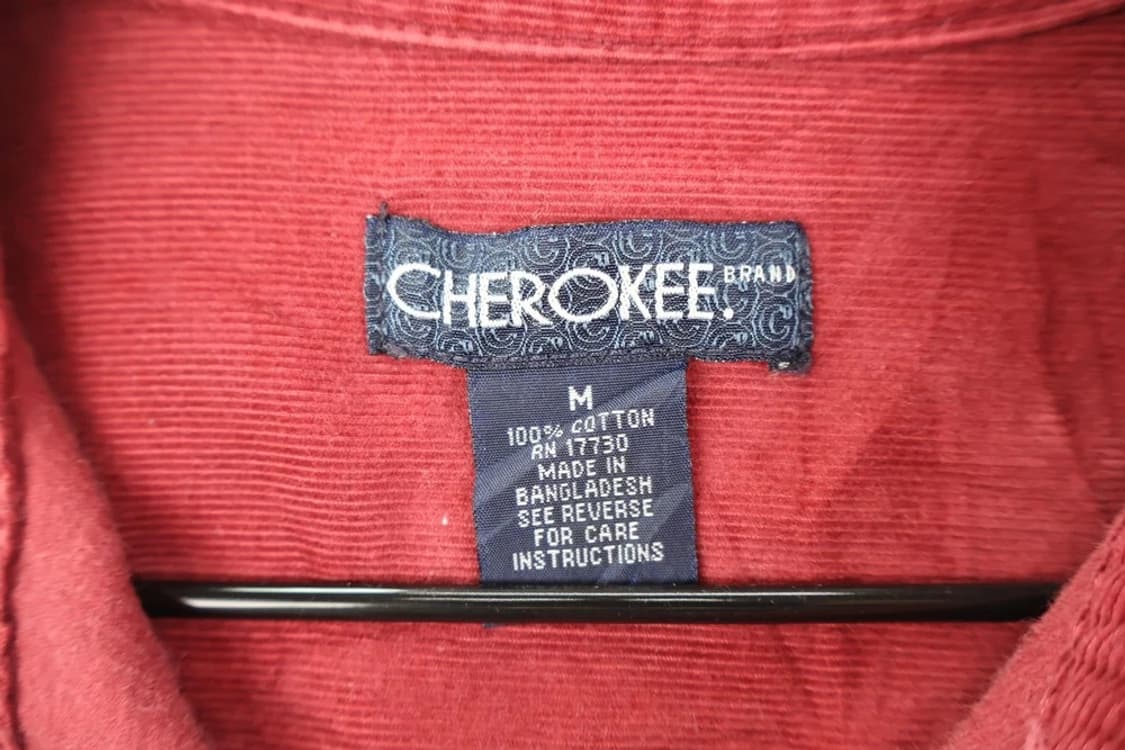 CHEROKEE. BRAND
M
100% COTTON
RN 17730
MADE IN
BANGLADESH
SEE REVERSE
FOR CARE
INSTRUCTIONS